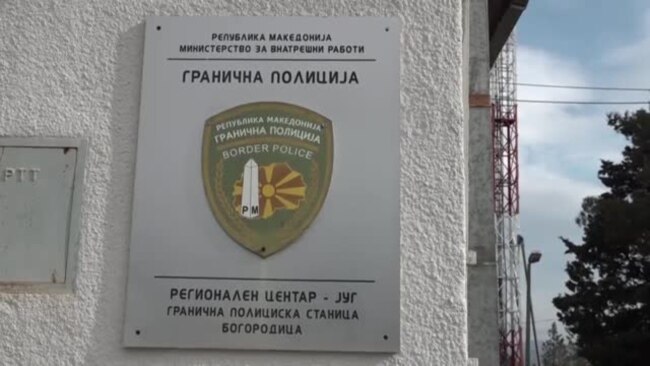 РЕПУБЛИКА МАКЕДОНИЈА
МИНИСТЕРСТВО ЗА ВНАТРЕШНИ РАБОТИ
ГРАНИЧНА ПОЛИЦИЈА
РЕПУБЛИКА МАКЕДОНИЈА
ГРАНИЧНА ПОЛИЦИЈА
BORDER POLICE
РМ
РЕГИОНАЛЕН ЦЕНТАР - ЈУГ
ГРАНИЧНА ПОЛИЦИСКА СТАНИЦА
БОГОРОДИЦА
PTT